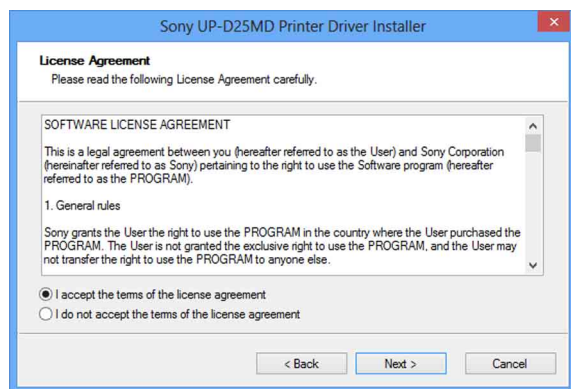 Sony UP-D25MD Printer Driver Installer
License Agreement
Please read the following License Agreement carefully.
SOFTWARE LICENSE AGREEMENT
This is a legal agreement between you (hereafter referred to as the User) and Sony Corporation
(hereinafter referred to as Sony) pertaining to the right to use the Software program (hereafter
referred to as the PROGRAM).
1. General rules
Sony grants the User the right to use the PROGRAM in the country where the User purchased the
PROGRAM. The User is not granted the exclusive right to use the PROGRAM, and the User may
not transfer the right to use the PROGRAM to anyone else.
I accept the terms of the license agreement
I do not accept the terms of the license agreement
< Back Next > Cancel